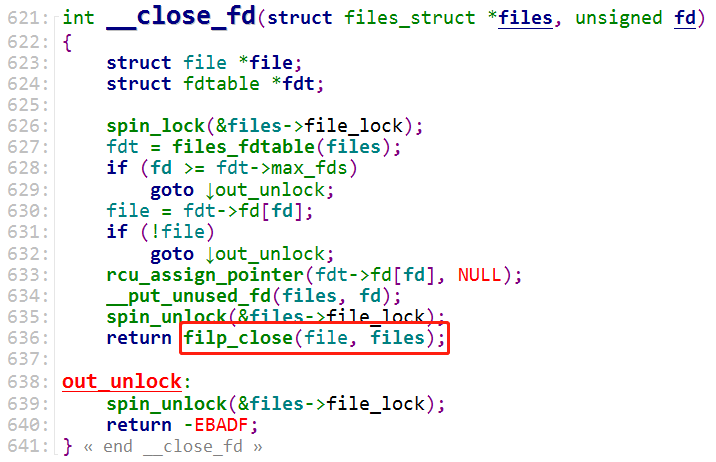 621: int __close_fd(struct files_struct *files, unsigned fd)
622: {
623:     struct file *file;
624:     struct fdtable *fdt;
625:
626:     spin_lock(&files->file_lock);
627:     fdt = files_fdtable(files);
628:     if (fd >= fdt->max_fds)
629:         goto ↓out_unlock;
630:     file = fdt->fd[fd];
631:     if (!file)
632:         goto ↓out_unlock;
633:     rcu_assign_pointer(fdt->fd[fd], NULL);
634:     __put_unused_fd(files, fd);
635:     spin_unlock(&files->file_lock);
636:     return filp_close(file, files);
637:
638: out_unlock:
639:     spin_unlock(&files->file_lock);
640:     return -EBADF;
641: } « end __close_fd »